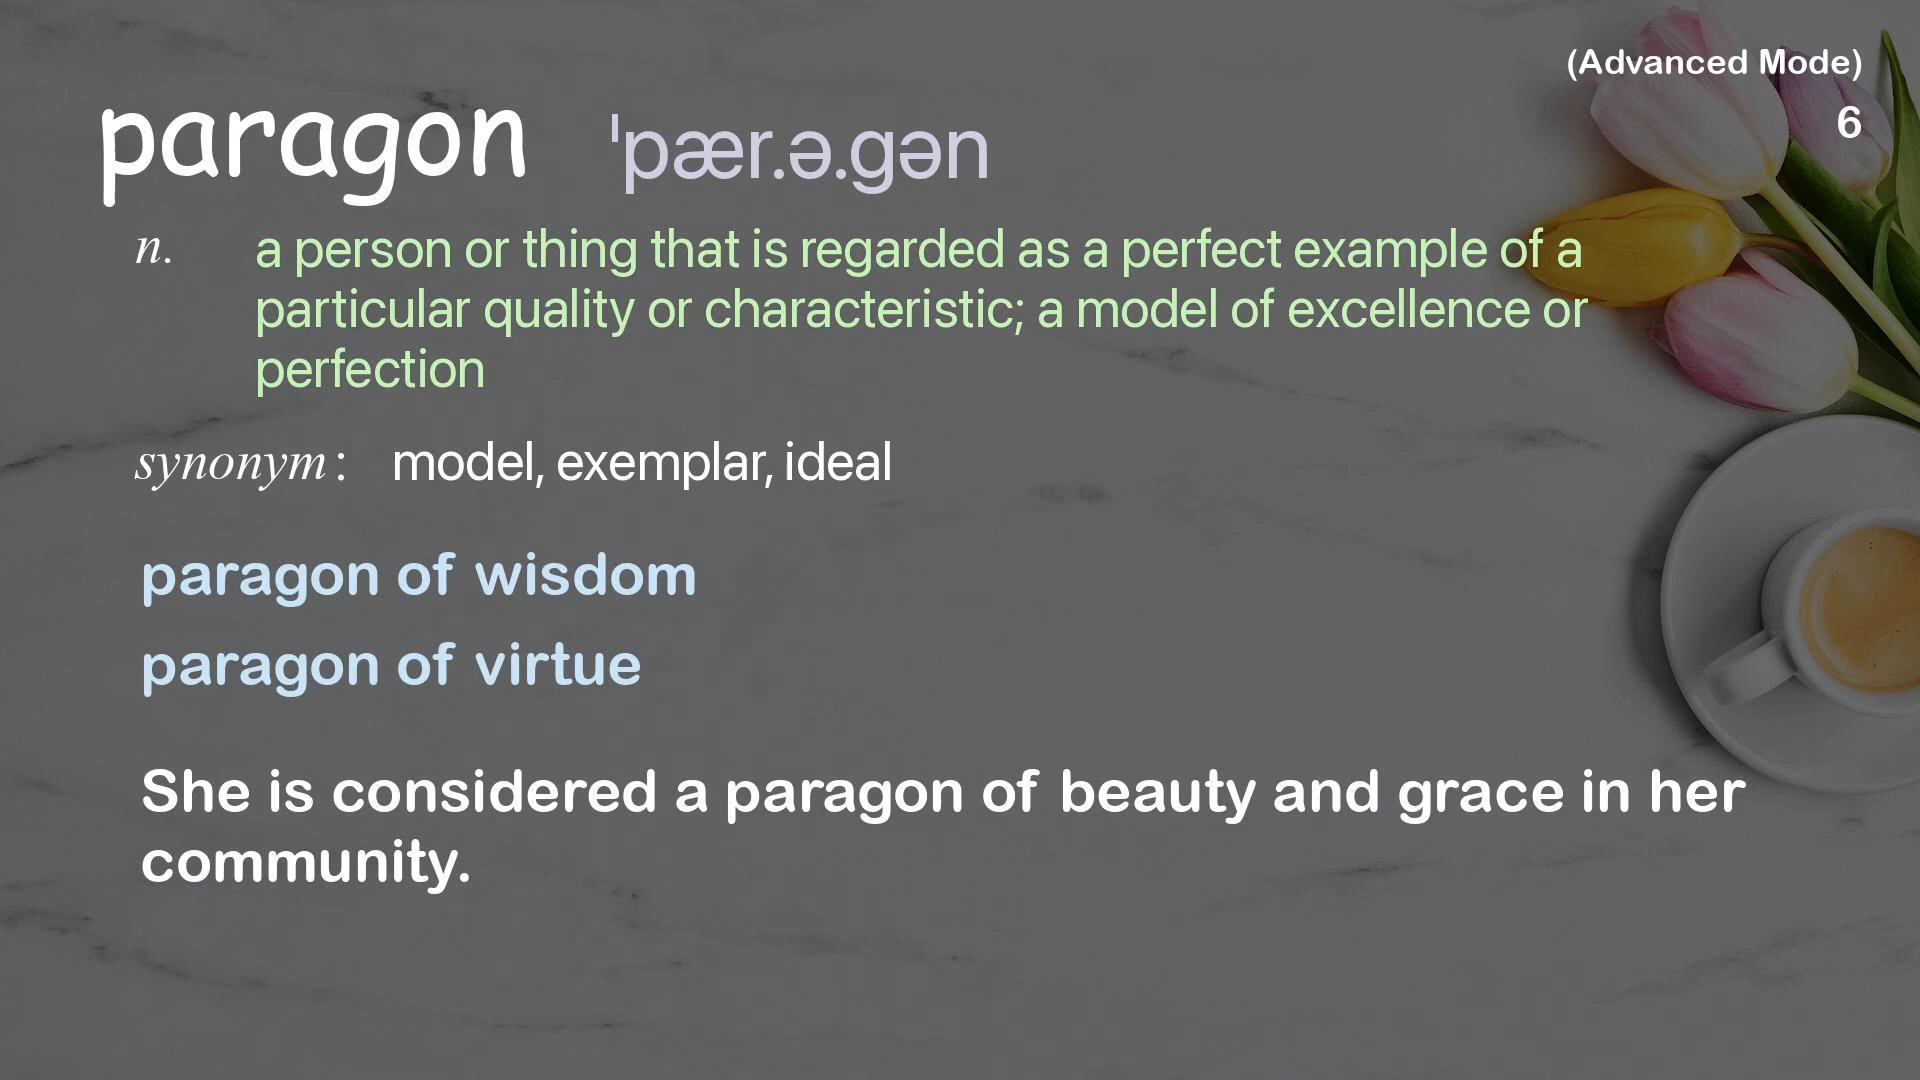 (Advanced Mode)
6
paragon ˈpær.ə.gən
n. a person or thing that is regarded as a perfect example of a
particular quality or characteristic; a model of excellence or
perfection
synonym: model, exemplar, ideal
paragon of wisdom
paragon of virtue
She is considered a paragon of beauty and grace in her
community.